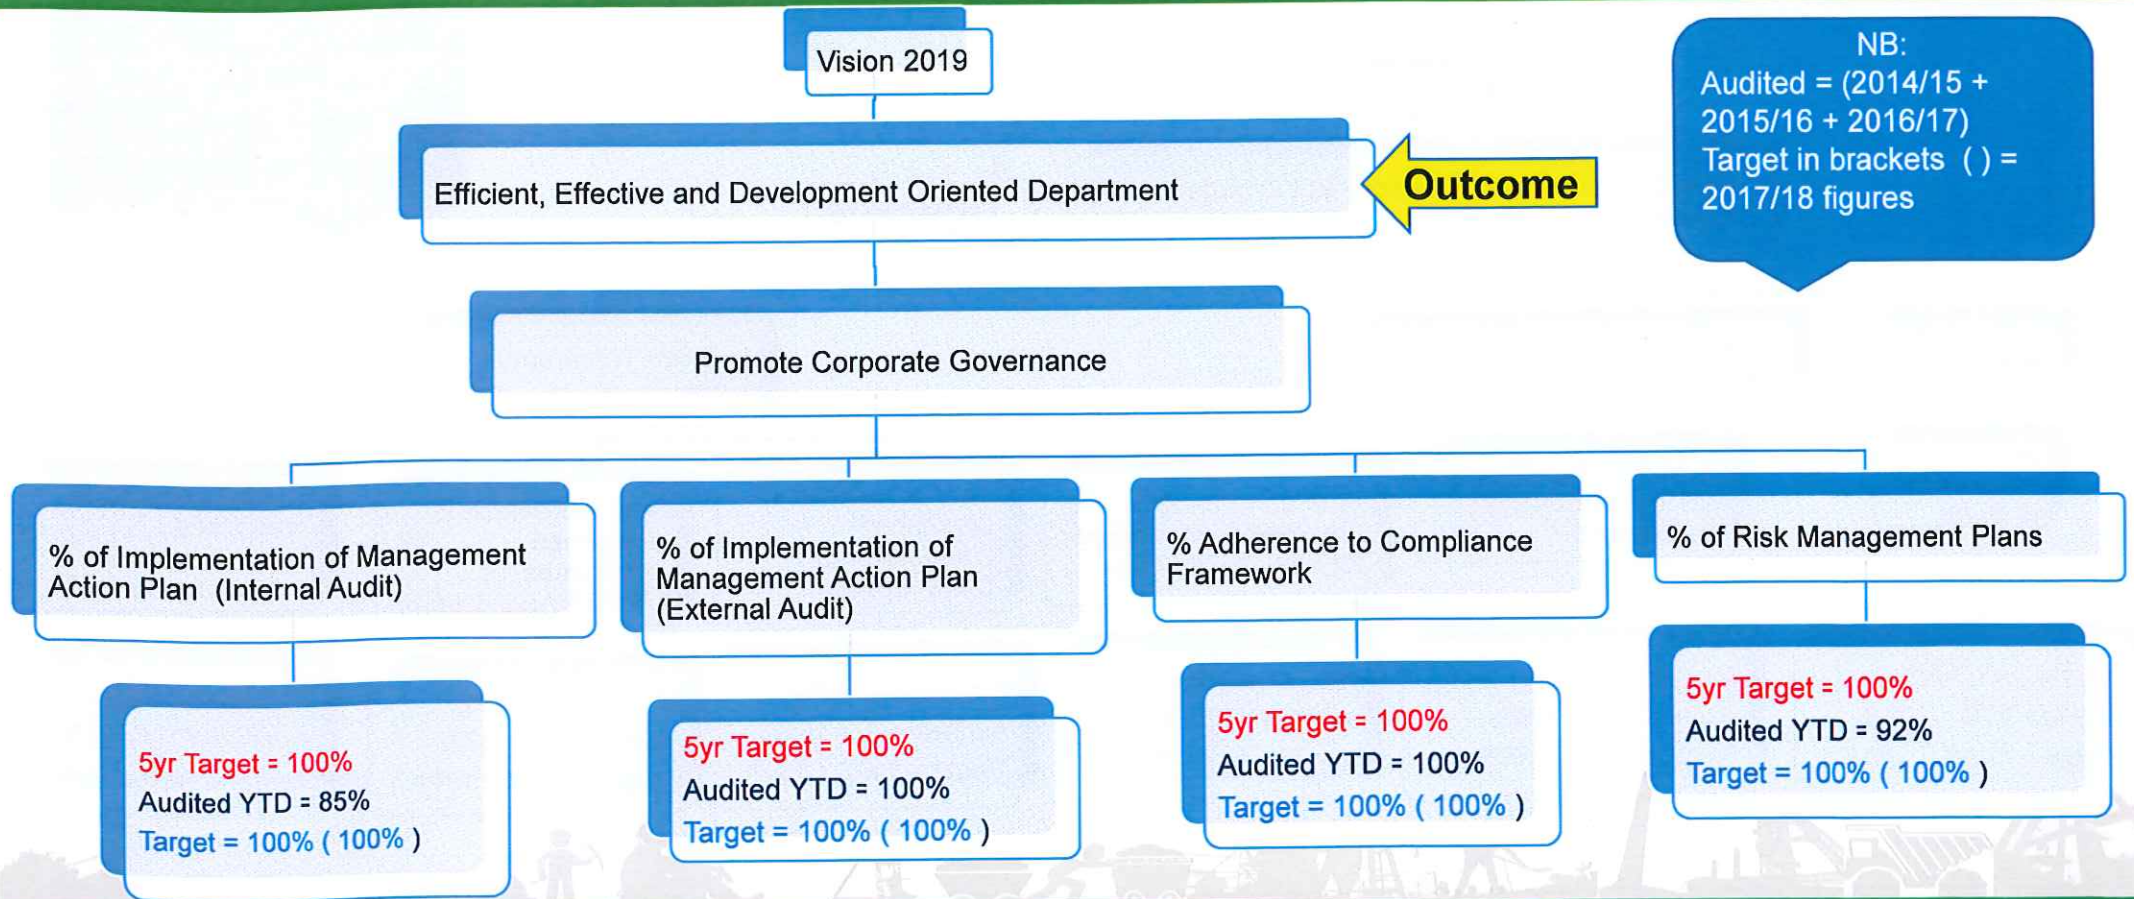 Vision 2019
NB:
Audited = (2014/15 +
2015/16 + 2016/17)
Target in brackets ( ) =
2017/18 figures
Efficient, Effective and Development Oriented Department
Outcome
Promote Corporate Governance
% of Implementation of Management
Action Plan (Internal Audit)
% of Implementation of
Management Action Plan
(External Audit)
% Adherence to Compliance
Framework
% of Risk Management Plans
5yr Target = 100%
Audited YTD = 85%
Target = 100% ( 100% )
5yr Target = 100%
Audited YTD = 100%
Target = 100% ( 100% )
5yr Target = 100%
Audited YTD = 100%
Target = 100% ( 100% )
5yr Target = 100%
Audited YTD = 92%
Target = 100% ( 100% )